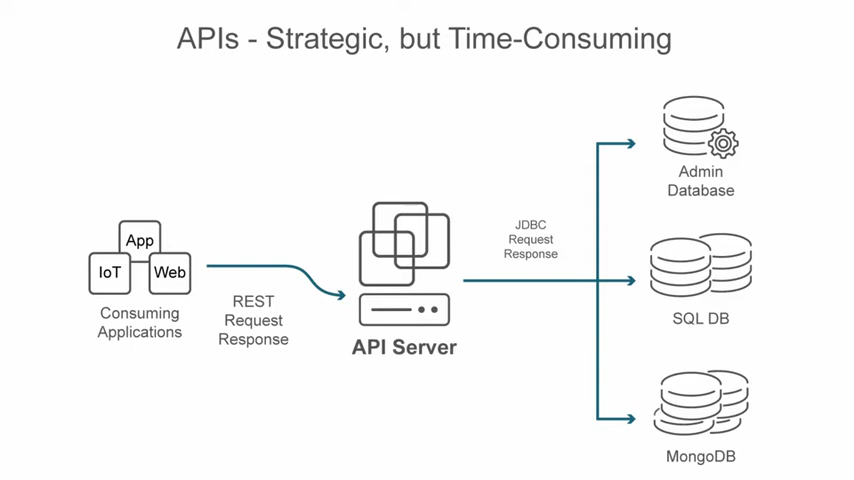 APIs - Strategic, but Time-Consuming
App
IoT
Web
Consuming
Applications
REST
Request
Response
API Server
JDBC
Request
Response
Admin
Database
SQL DB
MongoDB